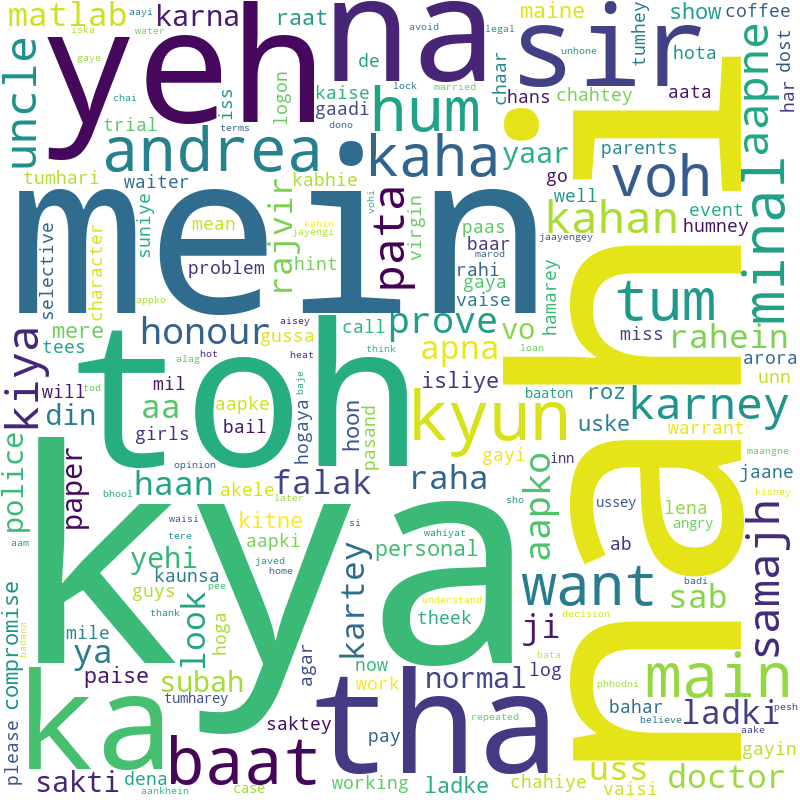 yeh
na
sir
nahi
mein
toh
kya
ka
tha
baat
main
matlab
aayi
karna
raat
maine
tumhey
show
coffee
iska
water
de
avoid
legal
unhone
hota
har
dost
uncle
gaye
iss
logon
kaise
gaadi
lock
married
chaar
hans
chahtey
aata
aapne
trial
chai
terms
dono
hum
andrea
kaha
yaar
parents
voh
tumhari
waiter
suniye
kabhie
vohi
go
well
event
minal
mean
rajvir
kahin
jayengi
pata
virgin
paas
kahan
humney
selective
character
problem
hint
baar
rahi
jaayengey
appko
gaya
marod
vaise
hamarey
tum
mere
tees
honour
aisey
gussa
call
prove
vo
miss
rahein
arora
kiya
alag
hot
heat
think
apna
loan
unn
will
tod
mil
baje
isliye
baaton
roz
din
aa
aapke
hoon
kyun
uske
karney
girls
bail
hogaya
pasand
gayi
warrant
maangne
police
paper
opinion
haan
bhool
later
akele
falak
raha
inn
aapko
jaane
kisney
samajh
sho
ussey
lena
angry
ab
aam
waisi
kitne
si
wahiyat
yehi
tere
aapki
javed
personal
kaunsa
home
badi
compromise
guys
pee
kartey
theek
understand
want
sab
thank
look
hoga
decision
ji
mile
badana
ya
agar
now
log
bata
paise
subah
work
normal
phhodni
please
tumharey
saktey
repeated
bahar
believe
ladki
pesh
aake
pay
gayin
sakti
dena
aankhein
case
working
ladke
chahiye
uss
vaisi
doctor